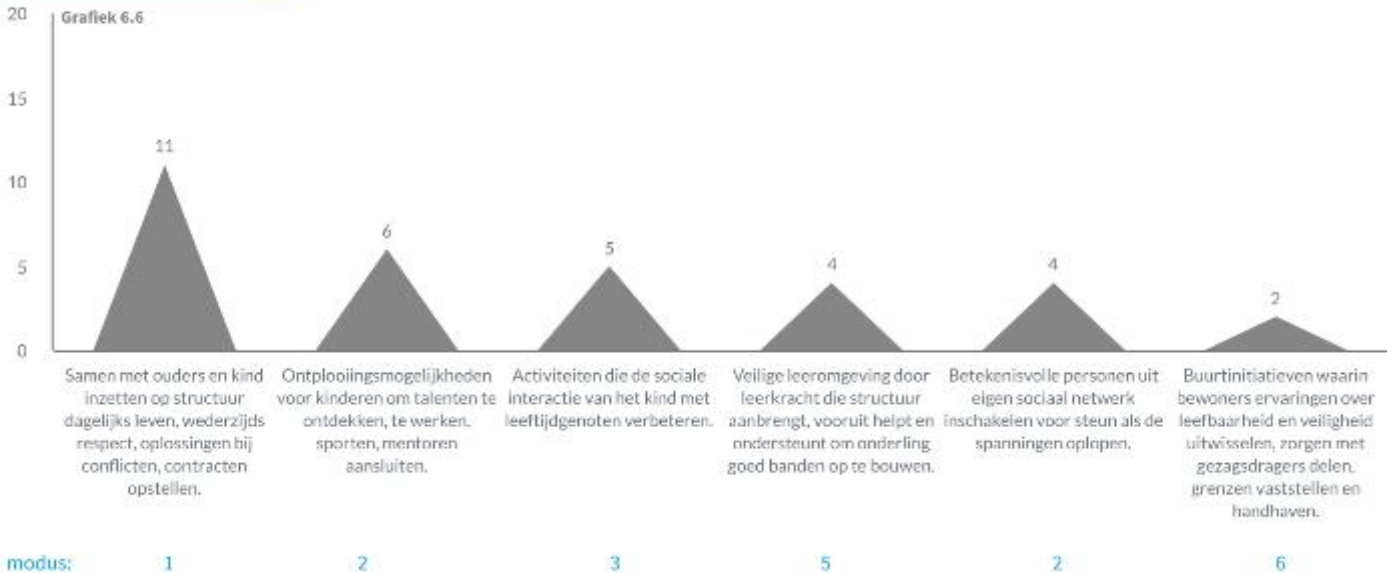 20
Grafiek 6.6
15
11
10
6
5
5
4
4
2
0
Samen met ouders en kind
inzetten op structuur
dagelijks leven, wederzijds
respect, oplossingen bij
conflicten, contracten
opstellen.
Ontplooiingsmogelijkheden
voor kinderen om talenten te
ontdekken, te werken.
sporten, mentoren
aansluiten.
Activiteiten die de sociale
interactie van het kind met
leeftijdgenoten verbeteren.
Veilige leeromgeving door
leerkracht die structuur
aanbrengt, vooruit helpt en
ondersteunt om onderling
goed banden op te bouwen.
Betekenisvolle personen uit
eigen sociaal netwerk
inschakelen voor steun als de
spanningen oplopen.
Buurtinitiatieven waarin
bewoners ervaringen over
leefbaarheid en veiligheid
uitwisselen, zorgen met
gezagsdragers delen,
grenzen vaststellen en
handhaven.
modus: 1 2 3 5 2 6